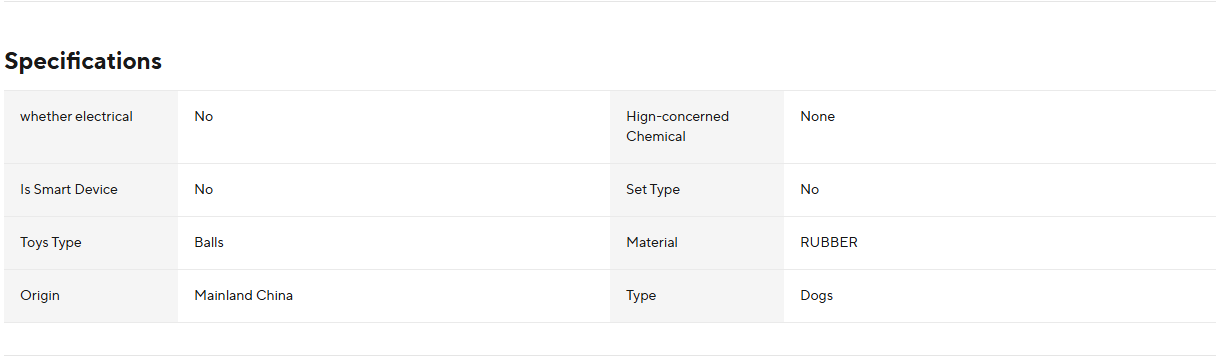 Specifications
whether electrical
No
Hign-concerned
Chemical
None
Is Smart Device
No
Set Type
No
Toys Type
Balls
Material
RUBBER
Origin
Mainland China
Type
Dogs